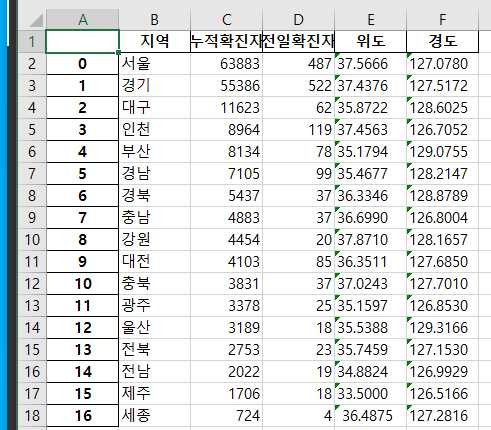 A B C D E F
1 지역 누적확진자 전일확진자 위도 경도
2 0 서울 63883 487 37.5666 127.0780
3 1 경기 55386 522 37.4376 127.5172
4 2 대구 11623 62 35.8722 128.6025
5 3 인천 8964 119 37.4563 126.7052
6 4 부산 8134 78 35.1794 129.0755
7 5 경남 7105 99 35.4677 128.2147
8 6 경북 5437 37 36.3346 128.8789
9 7 충남 4883 37 36.6990 126.8004
10 8 강원 4454 20 37.8710 128.1657
11 9 대전 4103 85 36.3511 127.6850
12 10 충북 3831 37 37.0243 127.7010
13 11 광주 3378 25 35.1597 126.8530
14 12 울산 3189 18 35.5388 129.3166
15 13 전북 2753 23 35.7459 127.1530
16 14 전남 2022 19 34.8824 126.9929
17 15 제주 1706 18 33.5000 126.5166
18 16 세종 724 4 36.4875 127.2816